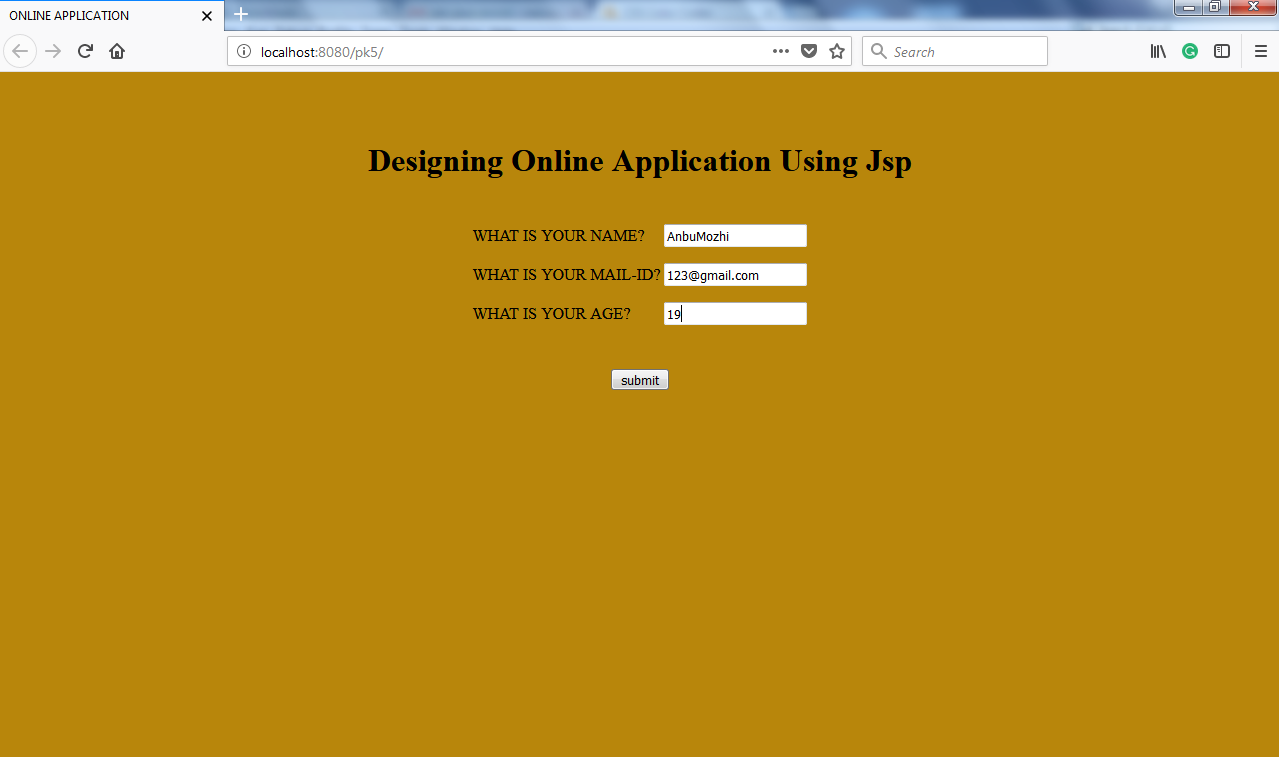 ONLINE APPLICATION
localhost:8080/pk5/
Search
Designing Online Application Using Jsp
WHAT IS YOUR NAME? AnbuMozhi
WHAT IS YOUR MAIL-ID? 123@gmail.com
WHAT IS YOUR AGE? 19
submit